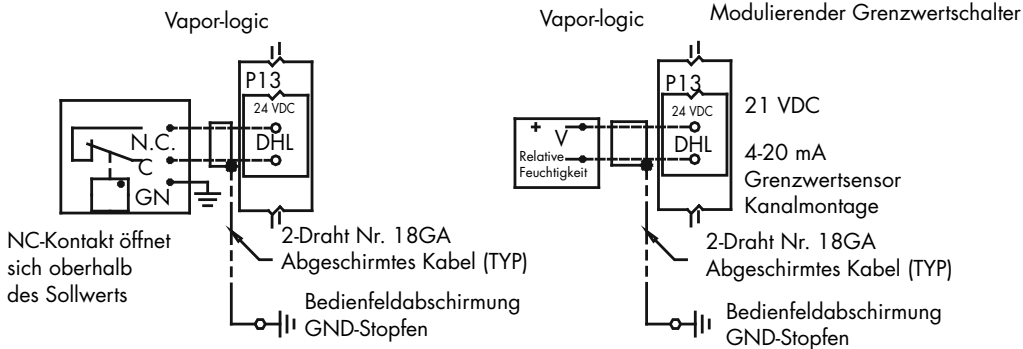 Vapor-logic
P13
24 VDC
DHL
N.C.
C
GN
NC-Kontakt öffnet
sich oberhalb
des Sollwerts
2-Draht Nr. 18GA
Abgeschirmtes Kabel (TYP)
Bedienfeldabschirmung
GND-Stopfen
Vapor-logic
Modulierender Grenzwertschalter
P13
24 VDC
DHL
+
V
Relative
Feuchtigkeit
21 VDC
4-20 mA
Grenzwertsensor
Kanalmontage
2-Draht Nr. 18GA
Abgeschirmtes Kabel (TYP)
Bedienfeldabschirmung
GND-Stopfen